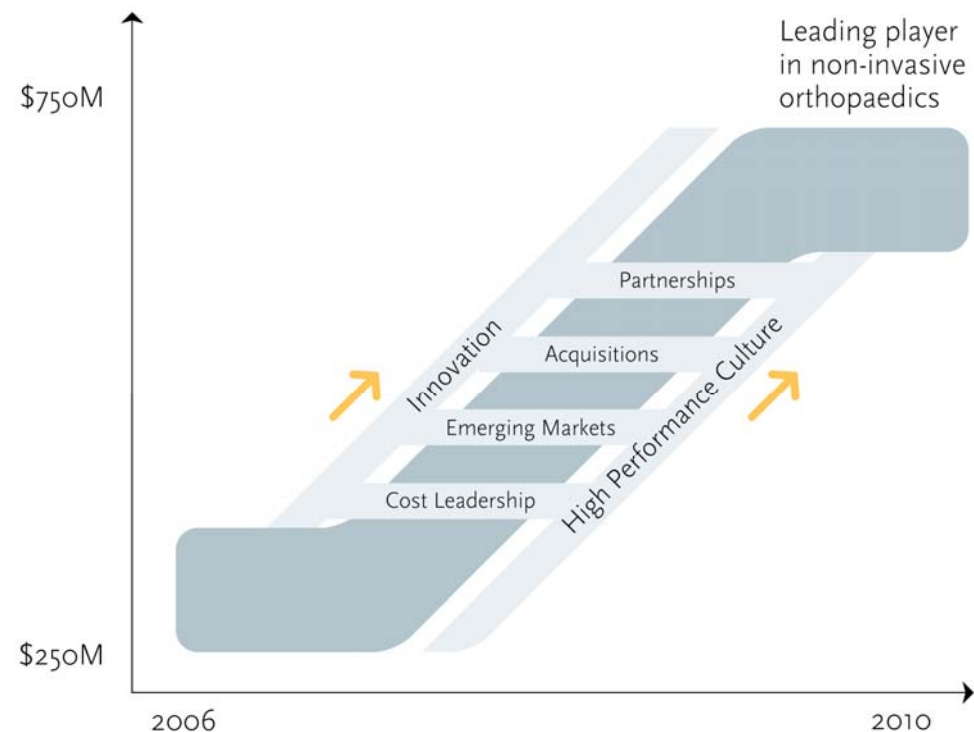 Leading player
in non-invasive
orthopaedics
$750M
Partnerships
Innovation
Acquisitions
High Performance Culture
Emerging Markets
Cost Leadership
$250M
2006
2010